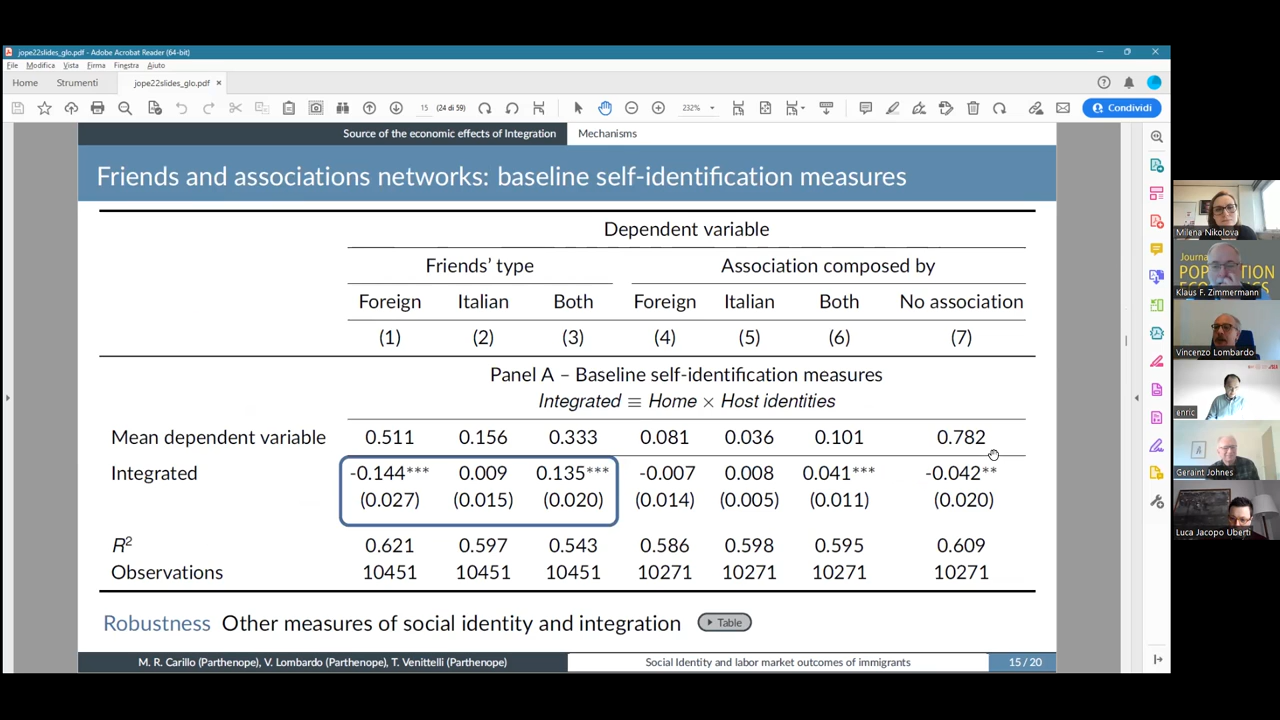 jope22slides_glo.pdf - Adobe Acrobat Reader (64-bit)
File Modifica Vista Firma Finestra Aiuto
Home Strumenti jope22slides_glo.pdf ×
15 (24 di 59) 232% Condividi
Source of the economic effects of Integration Mechanisms
Friends and associations networks: baseline self-identification measures
Dependent variable
Friends' type Association composed by
Foreign Italian Both Foreign Italian Both No association
(1) (2) (3) (4) (5) (6) (7)
Panel A – Baseline self-identification measures
Integrated ≡ Home × Host identities
Mean dependent variable 0.511 0.156 0.333 0.081 0.036 0.101 0.782
Integrated -0.144*** 0.009 0.135*** -0.007 0.008 0.041*** -0.042**
(0.027) (0.015) (0.020) (0.014) (0.005) (0.011) (0.020)
R² 0.621 0.597 0.543 0.586 0.598 0.595 0.609
Observations 10451 10451 10451 10271 10271 10271 10271
Robustness Other measures of social identity and integration Table
M. R. Carillo (Parthenope), V. Lombardo (Parthenope), T. Venittelli (Parthenope) Social Identity and labor market outcomes of immigrants 15 / 20
Milena Nikolova
Klaus F. Zimmermann
Vincenzo Lombardo
enric
Geraint Johnes
Luca Jacopo Uberti